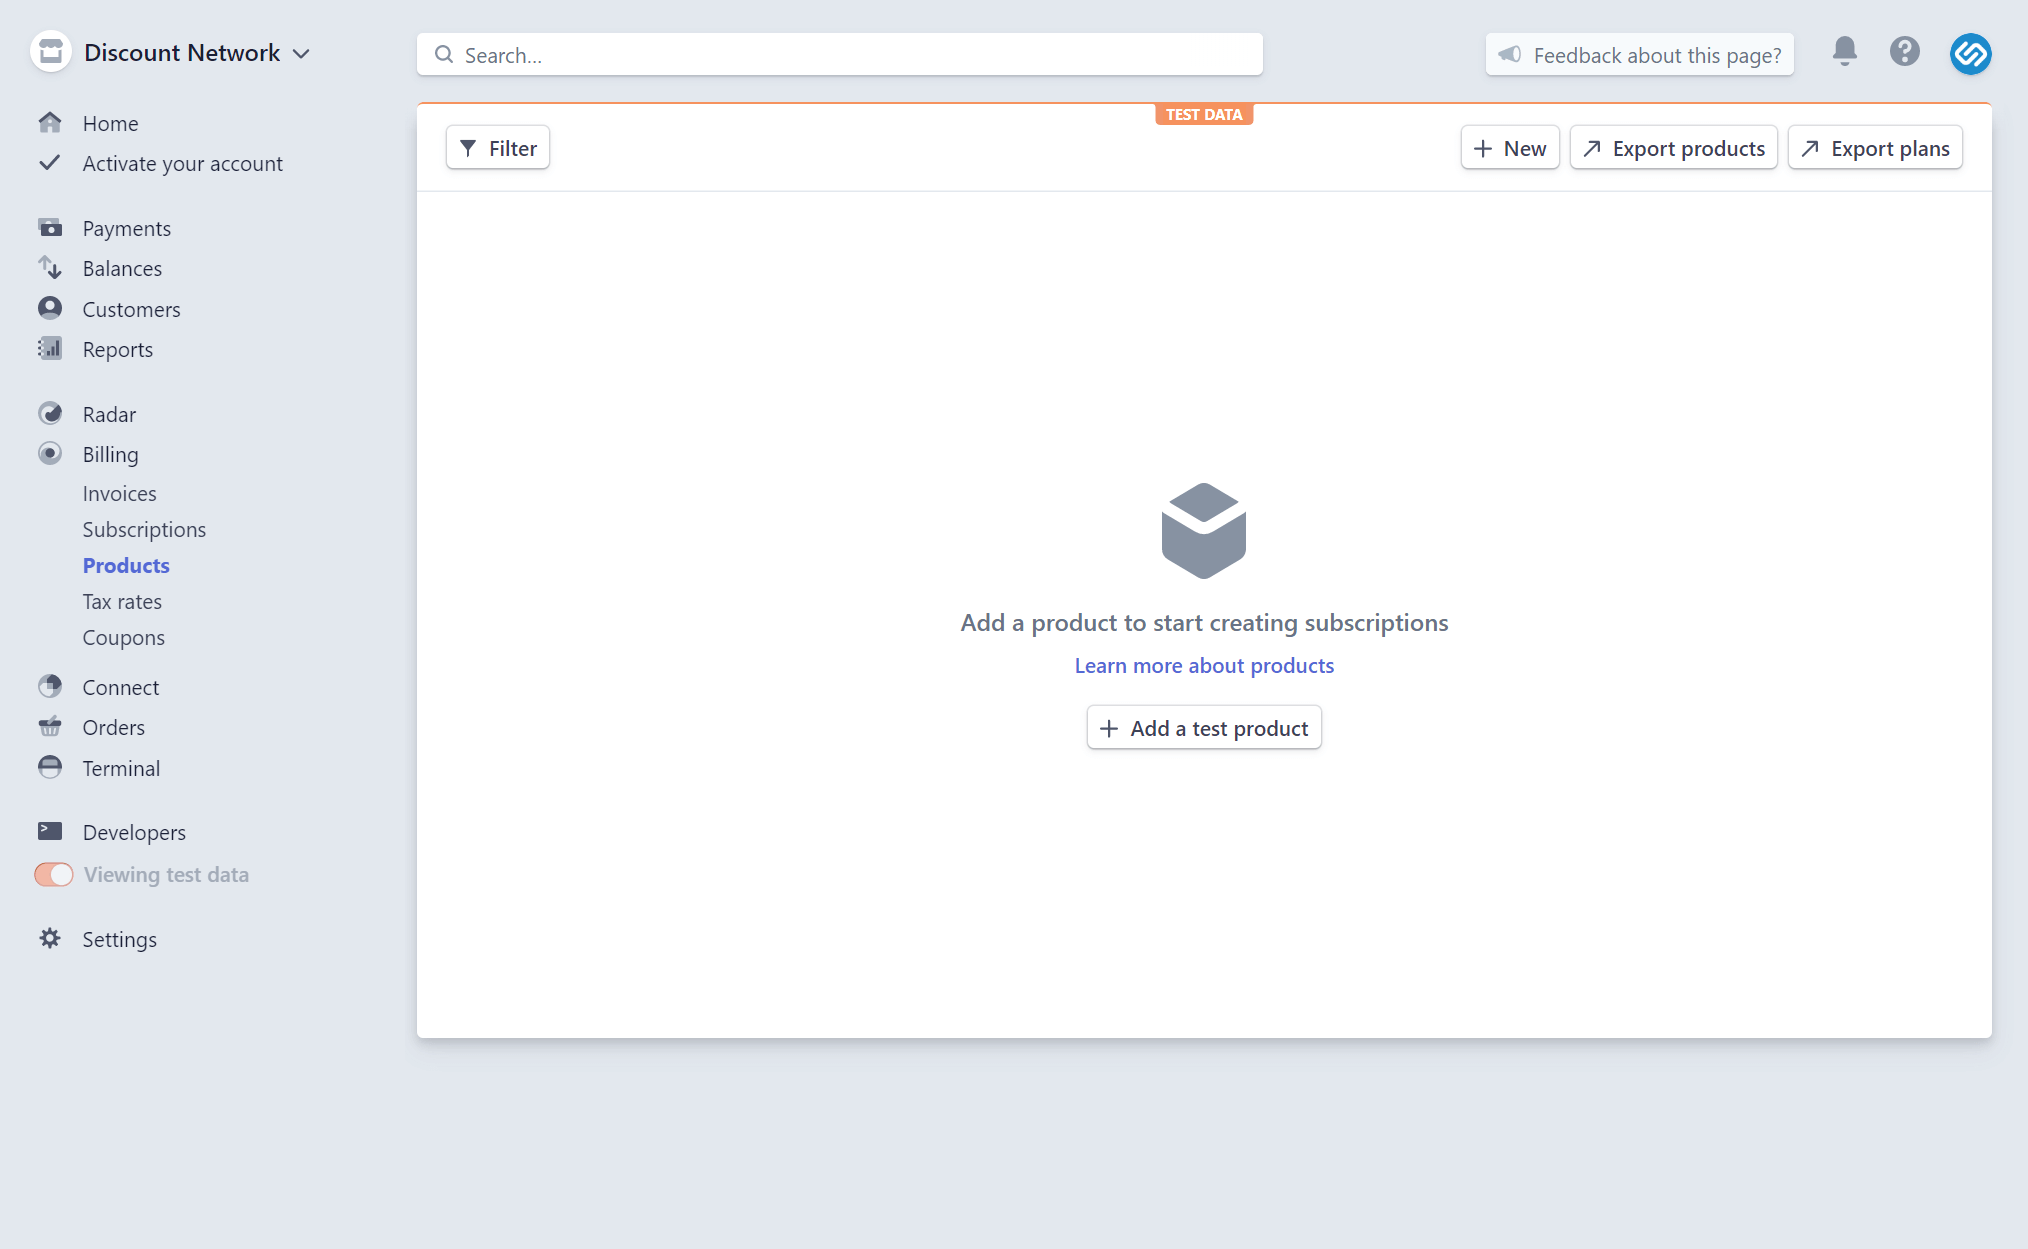 Discount Network
Search...
Feedback about this page?
Home
Activate your account
Payments
Balances
Customers
Reports
Radar
Billing
Invoices
Subscriptions
Products
Tax rates
Coupons
Connect
Orders
Terminal
Developers
Viewing test data
Settings
TEST DATA
Filter
New
Export products
Export plans
Add a product to start creating subscriptions
Learn more about products
Add a test product